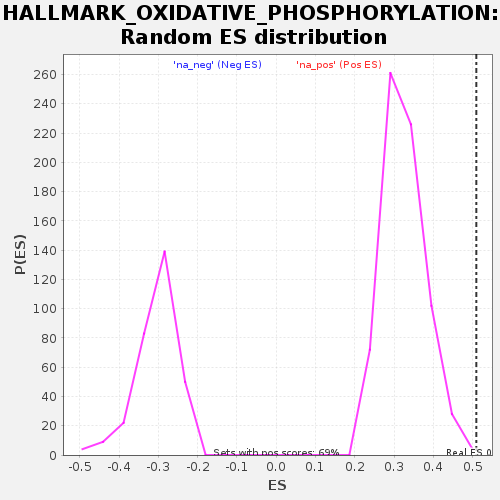 HALLMARK_OXIDATIVE_PHOSPHORYLATION:
Random ES distribution
'na_neg' (Neg ES) 'na_pos' (Pos ES)
260
240
220
200
180
160
140
120
100
80
60
40
20
0
P(ES)
Sets with pos scores: 69%
Real ES 0
-0.5 -0.4 -0.3 -0.2 -0.1 0.0 0.1 0.2 0.3 0.4 0.5
ES